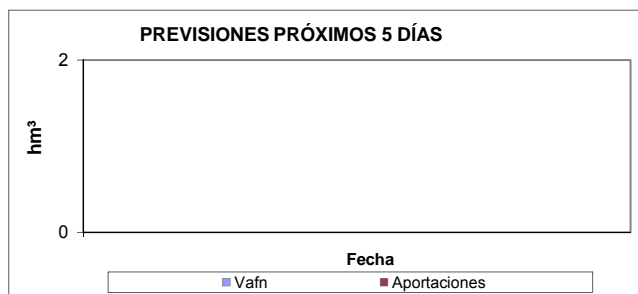 PREVISIONES PRÓXIMOS 5 DÍAS
2
hm³
0
Fecha
Vafn Aportaciones